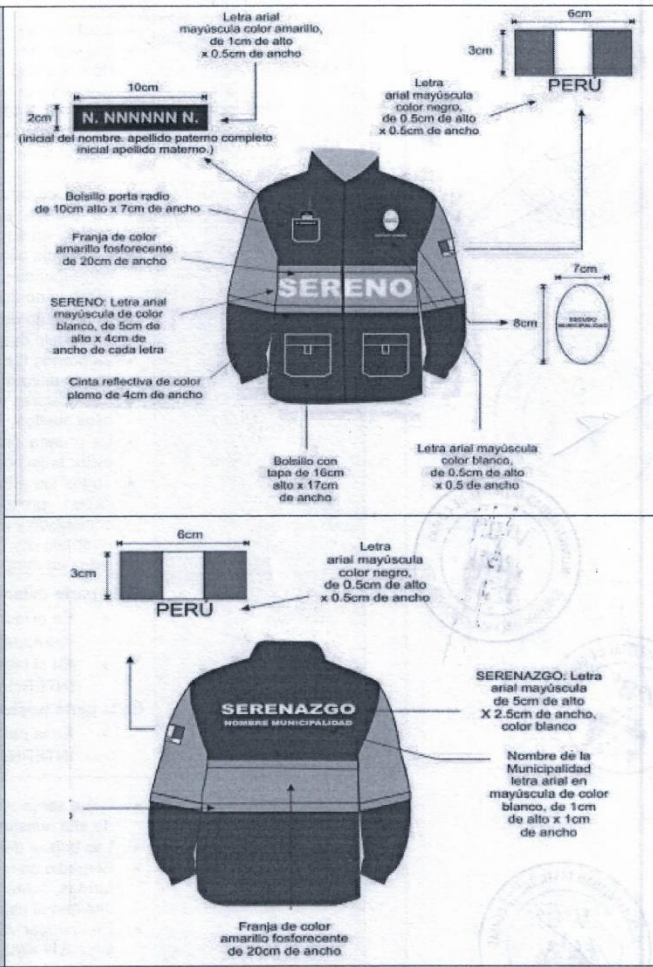 Letra arial
mayúscula color amarillo,
de 1cm de alto
x 0.5cm de ancho
10cm
2cm
N. NNNNNN N.
(inicial del nombre. apellido paterno completo
inicial apellido materno.)
6cm
3cm
PERÚ
Letra
arial mayúscula
color negro,
de 0.5cm de alto
x 0.5cm de ancho
Bolsillo porta radio
de 10cm alto x 7cm de ancho
Franja de color
amarillo fosforecente
de 20cm de ancho
SERENO: Letra arial
mayúscula de color
blanco, de 5cm de
alto x 4cm de
ancho de cada letra
Cinta reflectiva de color
plomo de 4cm de ancho
SERENO
7cm
8cm
ESCUDO
MUNICIPALIDAD
Bolsillo con
tapa de 16cm
alto x 17cm
de ancho
Letra arial mayúscula
color blanco,
de 0.5cm de alto
x 0.5 de ancho
6cm
3cm
PERÚ
Letra
arial mayúscula
color negro,
de 0.5cm de alto
x 0.5cm de ancho
SERENAZGO
NOMBRE MUNICIPALIDAD
SERENAZGO: Letra
arial mayúscula
de 5cm de alto
X 2.5cm de ancho,
color blanco
Nombre de la
Municipalidad
letra arial en
mayúscula de color
blanco, de 1cm
de alto x 1cm
de ancho
Franja de color
amarillo fosforecente
de 20cm de ancho